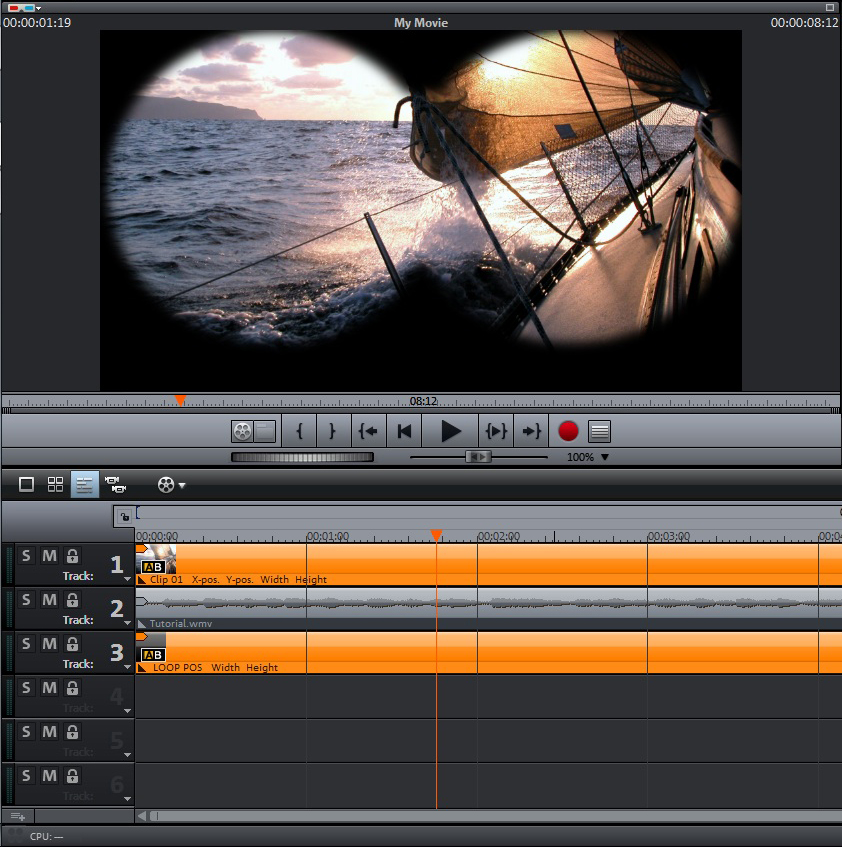 00:00:01:19 My Movie 00:00:08:12
08:12
100%
00:00:00 00:01:00 00:02:00 00:03:00 00:04
S M 1
Track:
AB
Clip 01 X-pos. Y-pos. Width Height
S M 2
Track:
Tutorial.wmv
S M 3
Track:
AB
LOOP POS Width Height
S M 4
Track:
S M 5
Track:
S M 6
Track:
CPU: —